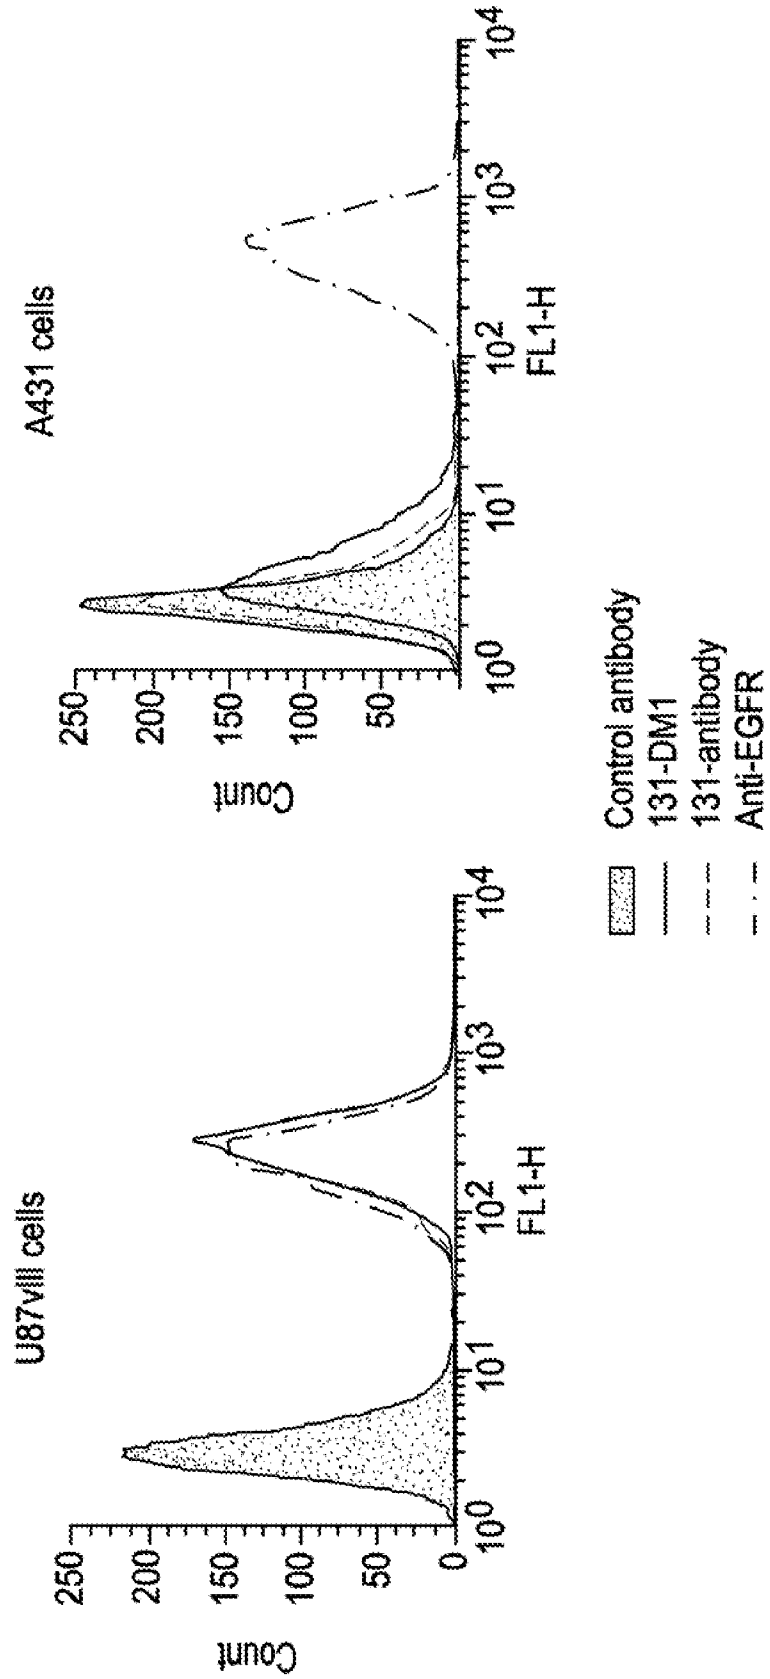 U87vIII cells
Count
250
200
150
100
50
0
10⁰
10¹
10²
10³
10⁴
FL1-H
A431 cells
Count
250
200
150
100
50
10⁰
10¹
10²
10³
10⁴
FL1-H
Control antibody
131-DM1
131-antibody
Anti-EGFR